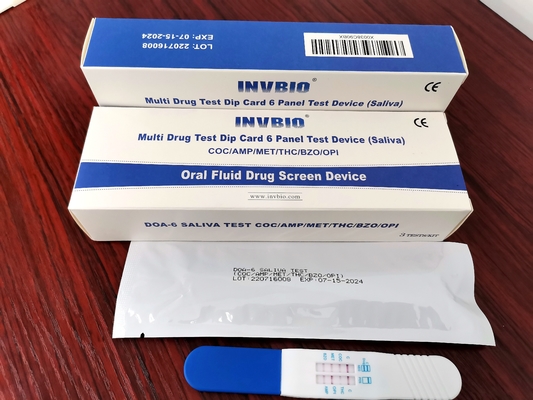 LOT: 220716008
EXP: 07-15-2024
X003BC90BX
INVBIO®
CE
Multi Drug Test Dip Card 6 Panel Test Device (Saliva)
INVBIO®
CE
Multi Drug Test Dip Card 6 Panel Test Device (Saliva)
COC/AMP/MET/THC/BZO/OPI
Oral Fluid Drug Screen Device
www.invbio.com
DOA-6 SALIVA TEST COC/AMP/MET/THC/BZO/OPI
DOA-6 SALIVA TEST
(COC/AMP/MET/THC/BZO/OPI)
LOT:220716008 EXP:07-15-2024